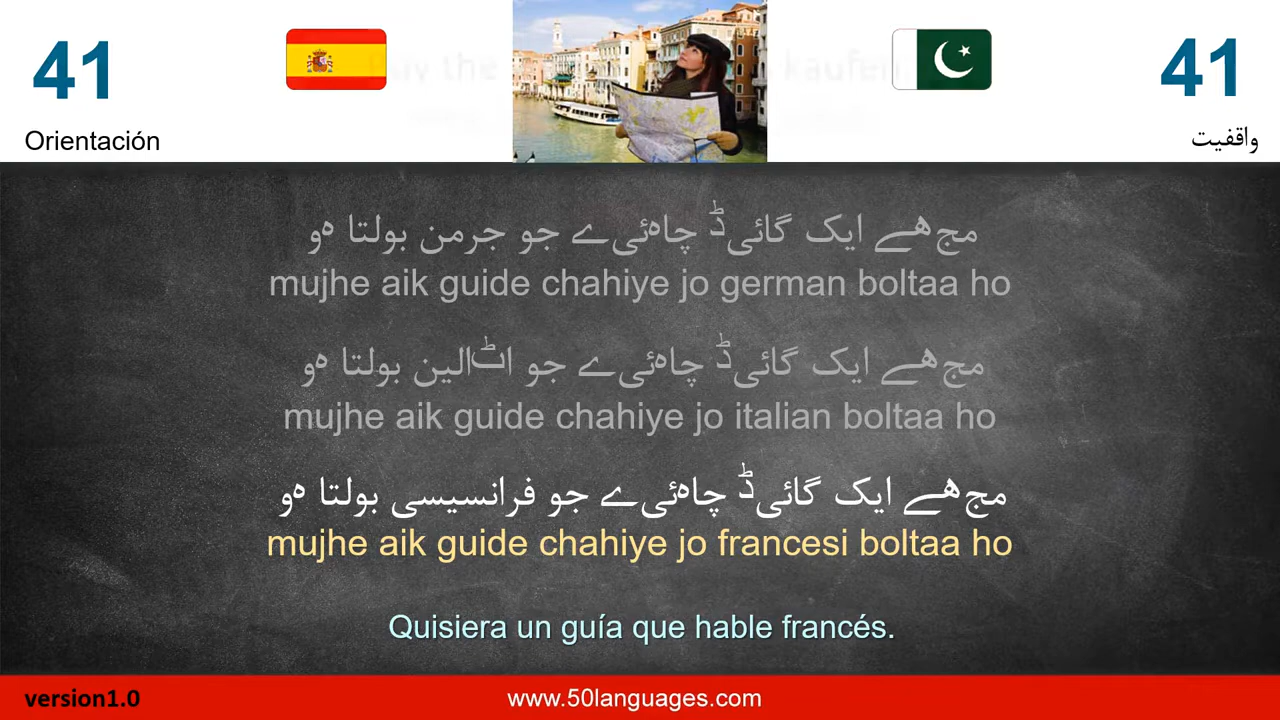 41
41
Orientación
واقفیت
مجھے ایک گائیڈ چاہئیے جو جرمن بولتا ہو
mujhe aik guide chahiye jo german boltaa ho
مجھے ایک گائیڈ چاہئیے جو اٹالین بولتا ہو
mujhe aik guide chahiye jo italian boltaa ho
مجھے ایک گائیڈ چاہئیے جو فرانسیسی بولتا ہو
mujhe aik guide chahiye jo francesi boltaa ho
Quisiera un guía que hable francés.
version1.0
www.50languages.com